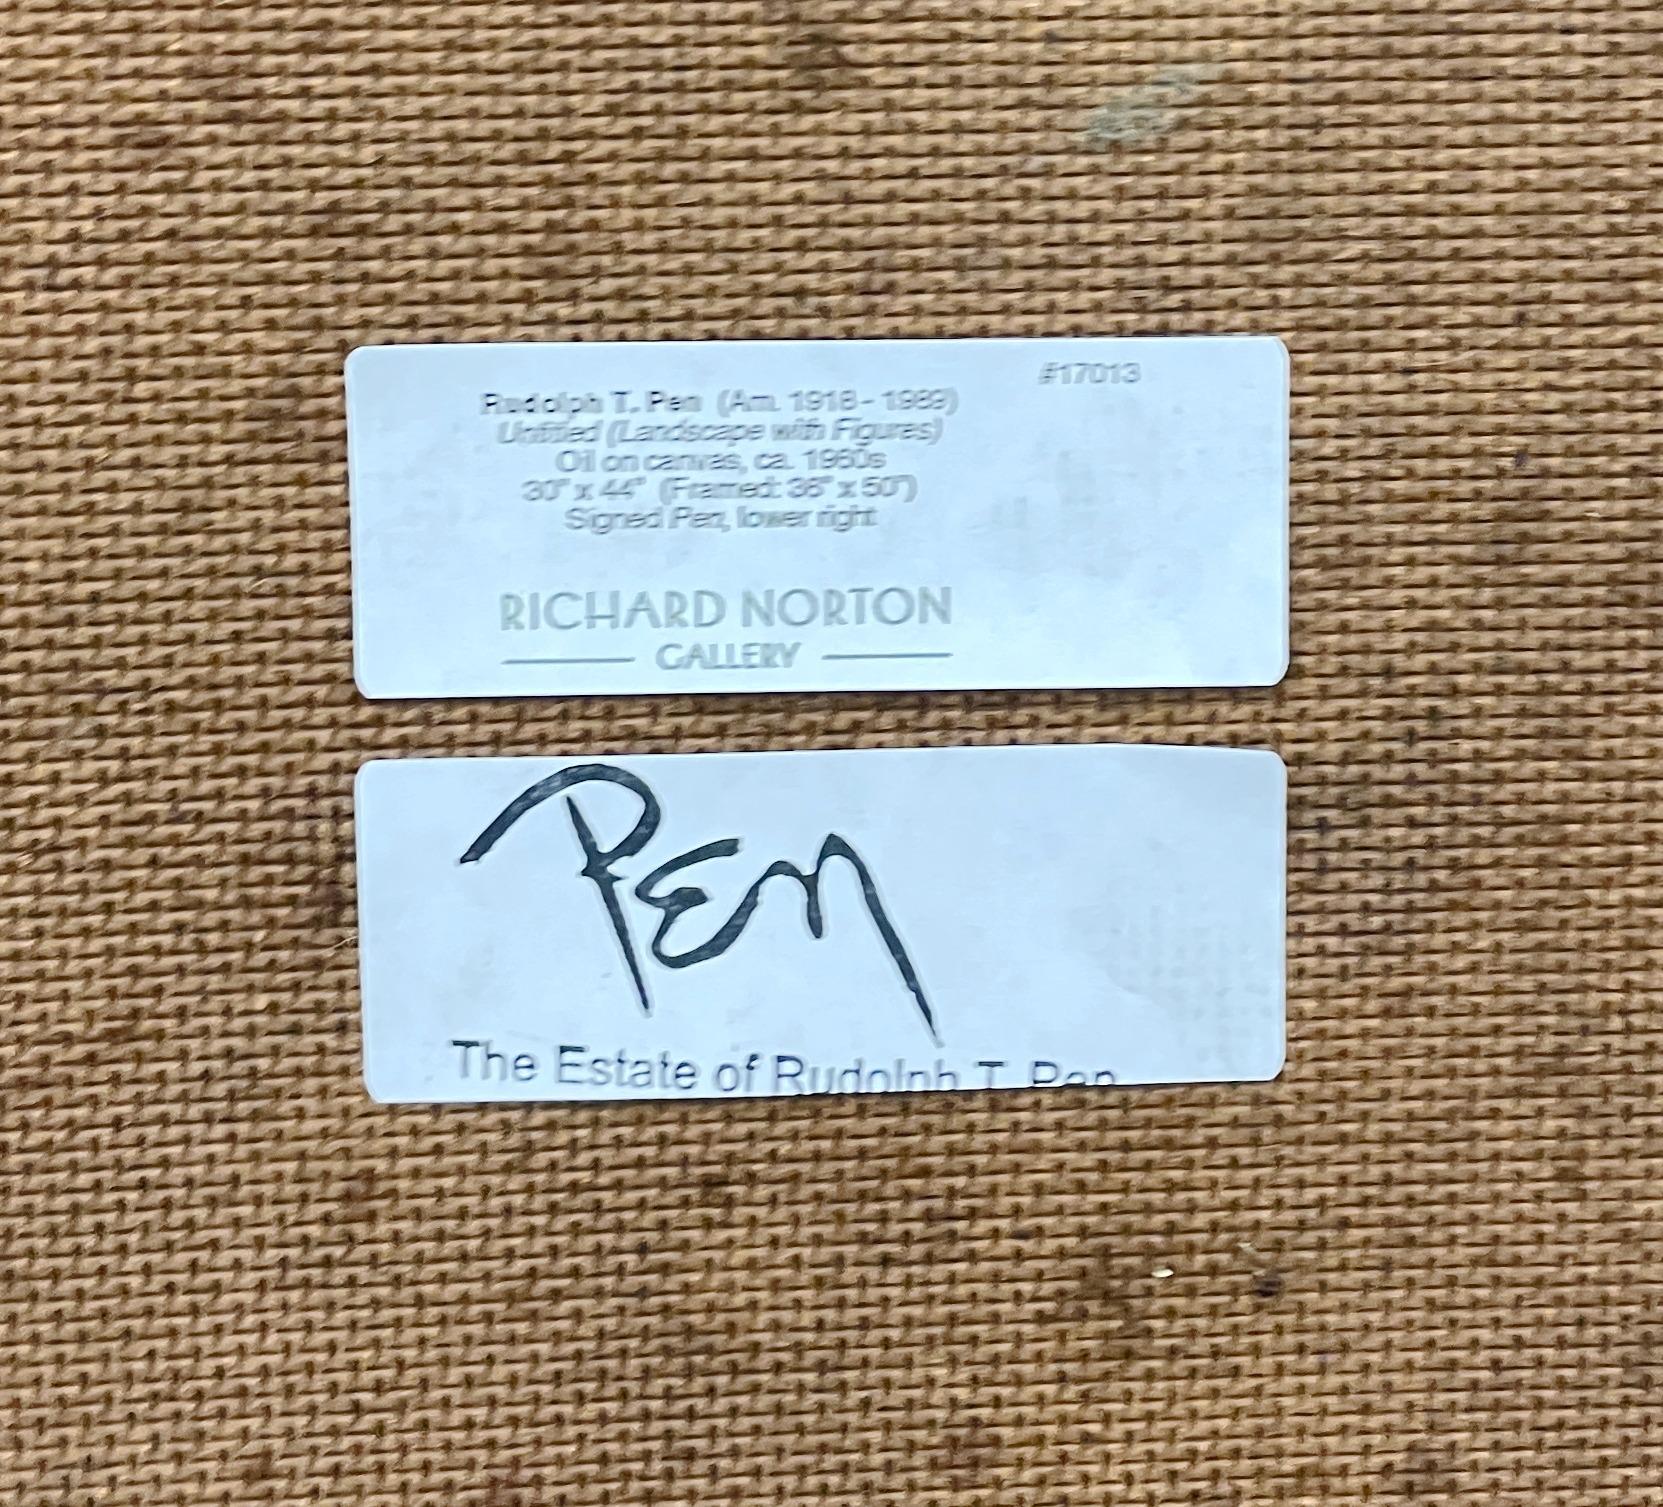 #17013
Rudolph T. Pen (Am. 1918 - 1989)
Untitled (Landscape with Figures)
Oil on canvas, ca. 1960s
30" x 44" (Framed: 36" x 50")
Signed Pen, lower right
RICHARD NORTON
GALLERY
Pen
The Estate of Rudolph T. Pen